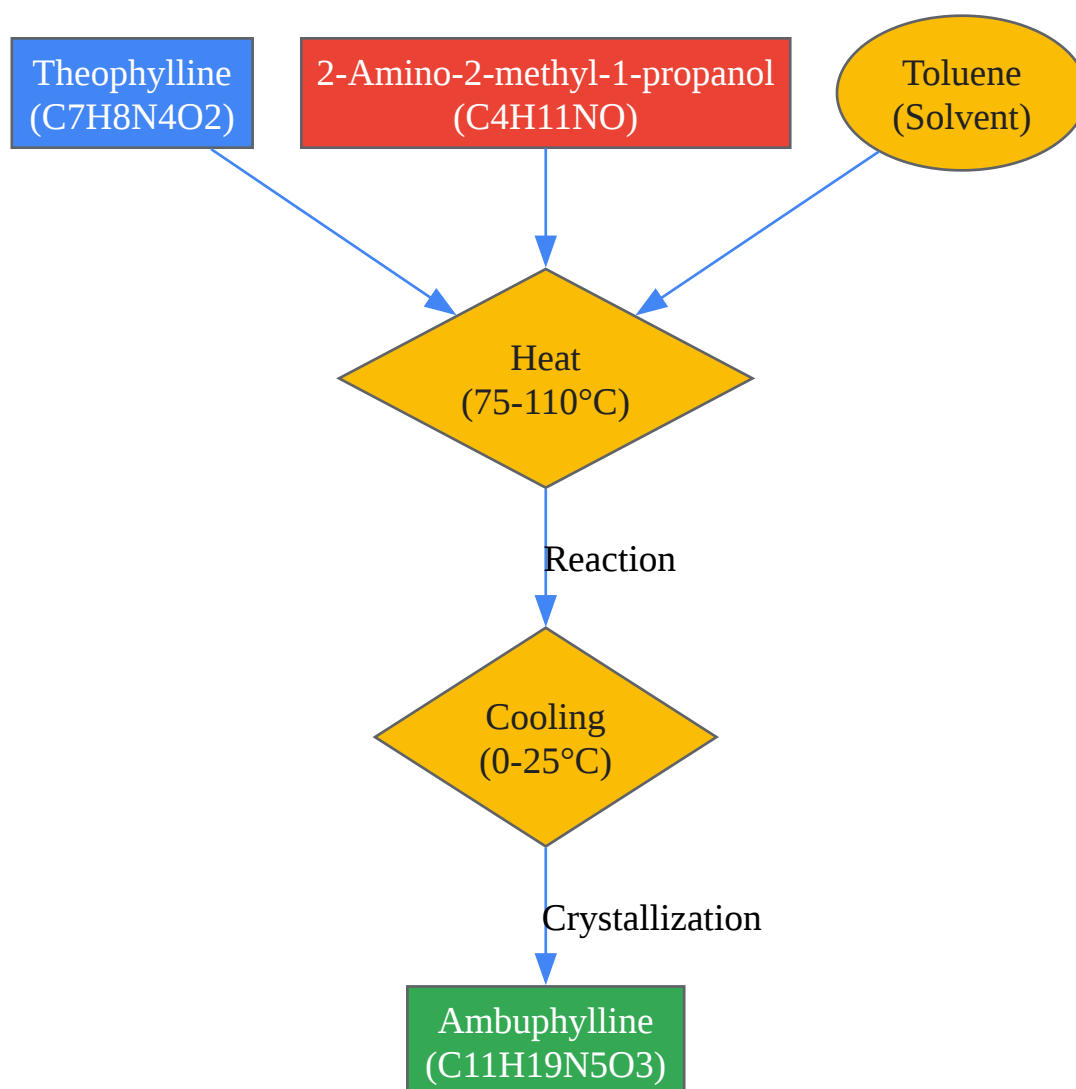 Theophylline
(C7H8N4O2)
2-Amino-2-methyl-1-propanol
(C4H11NO)
Toluene
(Solvent)
Heat
(75-110°C)
Reaction
Cooling
(0-25°C)
Crystallization
Ambuphylline
(C11H19N5O3)